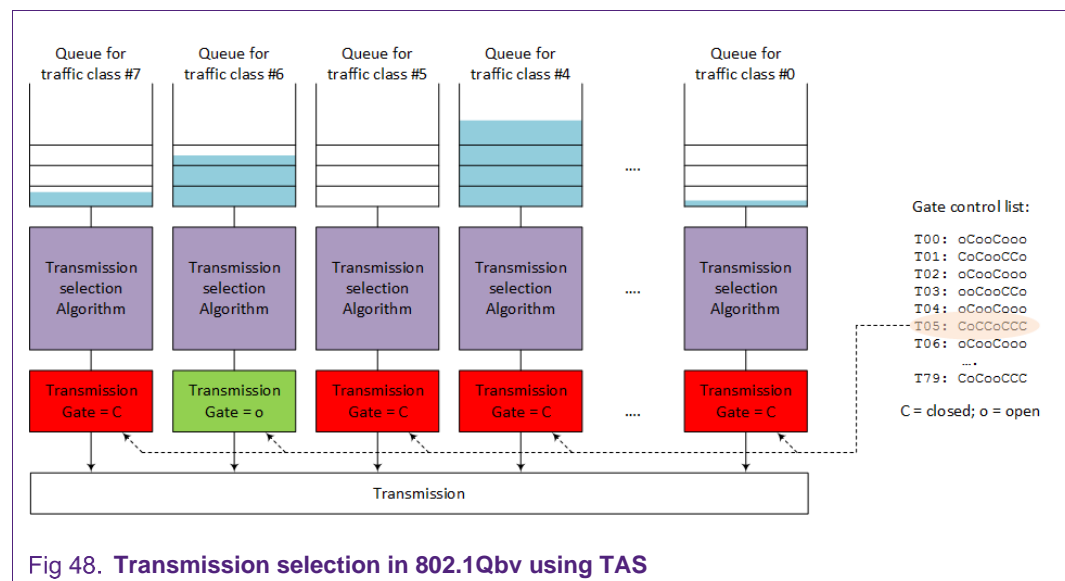 Queue for
traffic class #7
Queue for
traffic class #6
Queue for
traffic class #5
Queue for
traffic class #4
Queue for
traffic class #0
....
Transmission
selection
Algorithm
Transmission
selection
Algorithm
Transmission
selection
Algorithm
Transmission
selection
Algorithm
....
Transmission
selection
Algorithm
Transmission
Gate = C
Transmission
Gate = o
Transmission
Gate = C
Transmission
Gate = C
....
Transmission
Gate = C
Transmission
Gate control list:
T00: oCooCooo
T01: CoCooCCo
T02: oCooCooo
T03: ooCooCCo
T04: oCooCooo
T05: CoCCoCCC
T06: oCooCooo
….
T79: CoCooCCC
C = closed; o = open
Fig 48. Transmission selection in 802.1Qbv using TAS